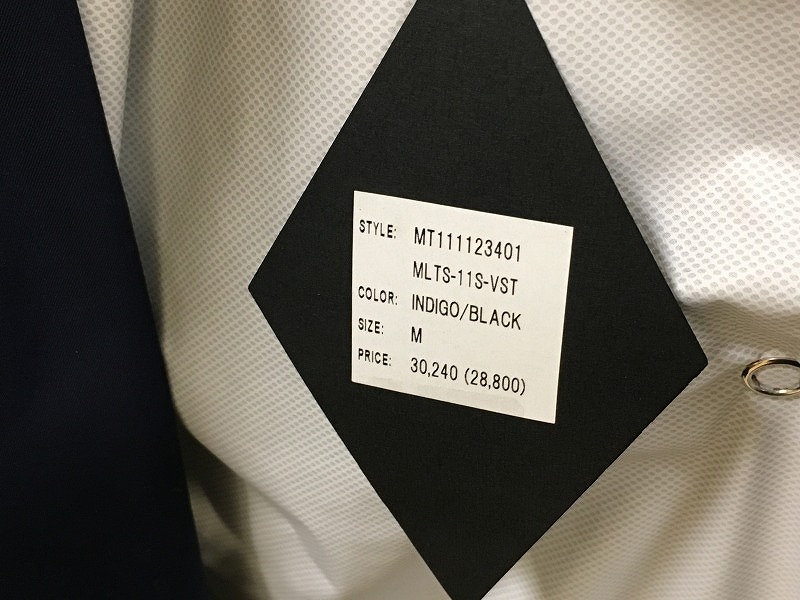 STYLE: MT111123401
MLTS-11S-VST
COLOR: INDIGO/BLACK
SIZE: M
PRICE: 30,240 (28,800)